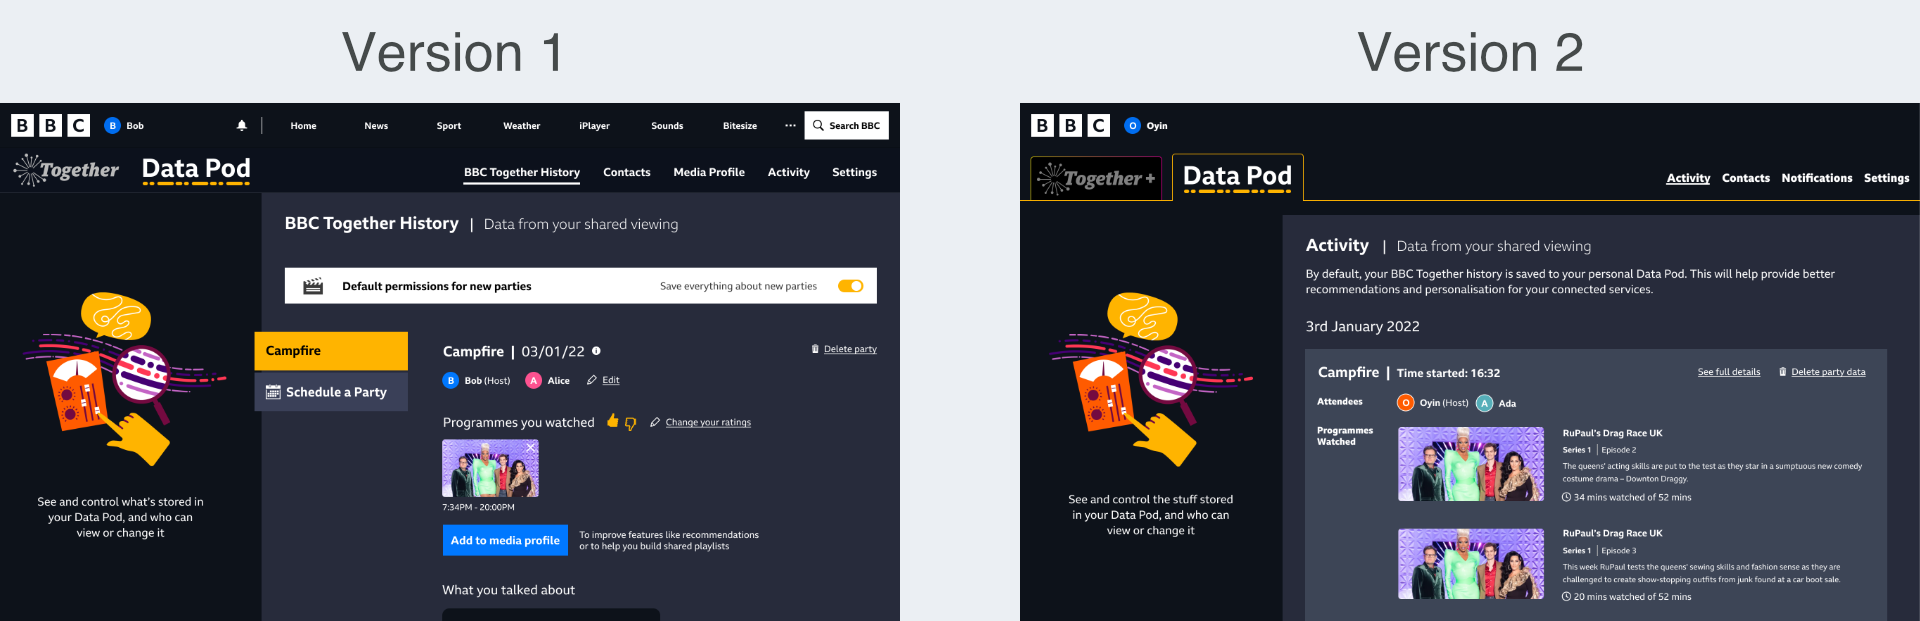 Version 1
BBC
B Bob
Home News Sport Weather iPlayer Sounds Bitesize ... Search BBC
Together Data Pod
BBC Together History Contacts Media Profile Activity Settings
BBC Together History | Data from your shared viewing
Default permissions for new parties Save everything about new parties
Campfire
Schedule a Party
Campfire | 03/01/22
Delete party
B Bob (Host) A Alice Edit
Programmes you watched Change your ratings
7:34PM - 20:00PM
Add to media profile
To improve features like recommendations
or to help you build shared playlists
What you talked about
See and control what's stored in
your Data Pod, and who can
view or change it
Version 2
BBC
O Oyin
Together + Data Pod
Activity Contacts Notifications Settings
Activity | Data from your shared viewing
By default, your BBC Together history is saved to your personal Data Pod. This will help provide better
recommendations and personalisation for your connected services.
3rd January 2022
Campfire | Time started: 16:32
See full details Delete party data
Attendees O Oyin (Host) A Ada
Programmes
Watched
RuPaul's Drag Race UK
Series 1 | Episode 2
The queens' acting skills are put to the test as they star in a sumptuous new comedy
costume drama – Downton Draggy.
34 mins watched of 52 mins
RuPaul's Drag Race UK
Series 1 | Episode 3
This week RuPaul tests the queens' sewing skills and fashion sense as they are
challenged to create show-stopping outfits from junk found at a car boot sale.
20 mins watched of 52 mins
See and control the stuff stored
in your Data Pod, and who can
view or change it